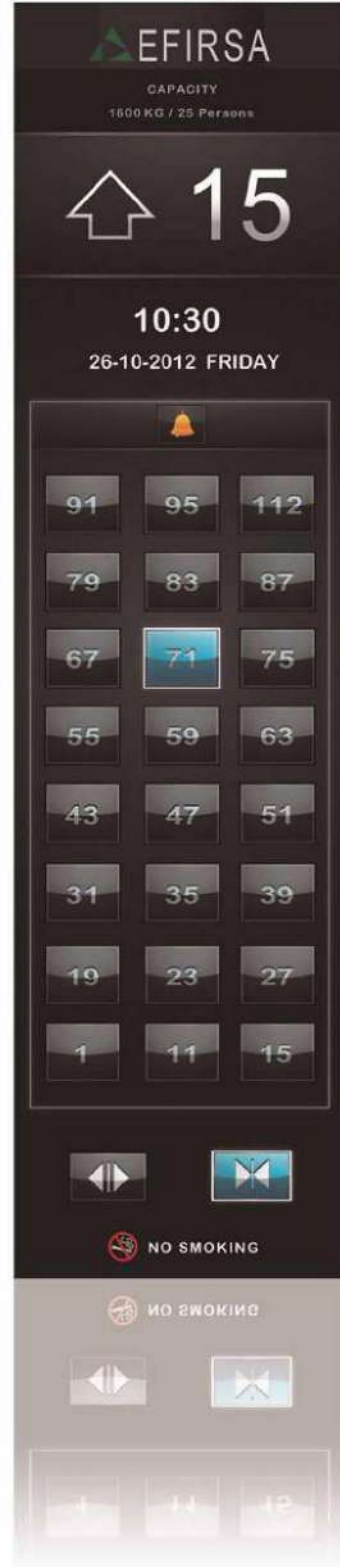 EFIRSA
CAPACITY
1600 KG / 25 Persons
15
10:30
26-10-2012 FRIDAY
91 95 112
79 83 87
67 71 75
55 59 63
43 47 51
31 35 39
19 23 27
1 11 15
NO SMOKING